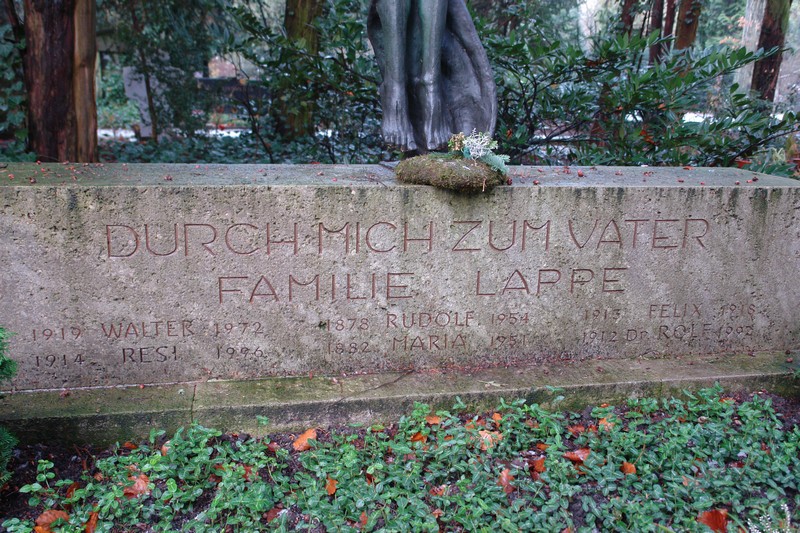 DURCH MICH ZUM VATER
FAMILIE LAPPE
1919 WALTER 1972 1878 RUDOLF 1954 1915 FELIX 1918
1914 RESI 1996 1882 MARIA 1951 1912 Dr. ROLF 1992